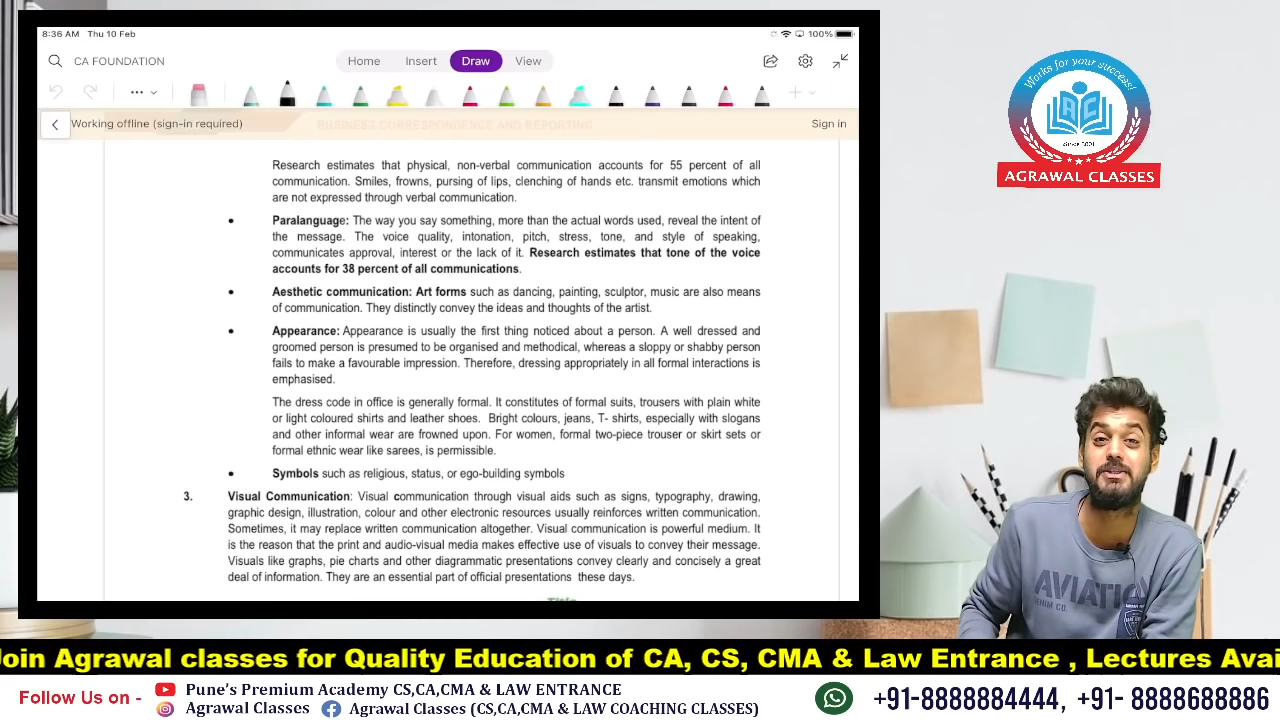 8:36 AM Thu 10 Feb
100%
CA FOUNDATION
Home Insert Draw View
Working offline (sign-in required)
BUSINESS CORRESPONDENCE AND REPORTING
Sign in
Research estimates that physical, non-verbal communication accounts for 55 percent of all
communication. Smiles, frowns, pursing of lips, clenching of hands etc. transmit emotions which
are not expressed through verbal communication.
• Paralanguage: The way you say something, more than the actual words used, reveal the intent of
the message. The voice quality, intonation, pitch, stress, tone, and style of speaking,
communicates approval, interest or the lack of it. Research estimates that tone of the voice
accounts for 38 percent of all communications.
• Aesthetic communication: Art forms such as dancing, painting, sculptor, music are also means
of communication. They distinctly convey the ideas and thoughts of the artist.
• Appearance: Appearance is usually the first thing noticed about a person. A well dressed and
groomed person is presumed to be organised and methodical, whereas a sloppy or shabby person
fails to make a favourable impression. Therefore, dressing appropriately in all formal interactions is
emphasised.
The dress code in office is generally formal. It constitutes of formal suits, trousers with plain white
or light coloured shirts and leather shoes. Bright colours, jeans, T- shirts, especially with slogans
and other informal wear are frowned upon. For women, formal two-piece trouser or skirt sets or
formal ethnic wear like sarees, is permissible.
• Symbols such as religious, status, or ego-building symbols
3. Visual Communication: Visual communication through visual aids such as signs, typography, drawing,
graphic design, illustration, colour and other electronic resources usually reinforces written communication.
Sometimes, it may replace written communication altogether. Visual communication is powerful medium. It
is the reason that the print and audio-visual media makes effective use of visuals to convey their message.
Visuals like graphs, pie charts and other diagrammatic presentations convey clearly and concisely a great
deal of information. They are an essential part of official presentations these days.
Works for your success!
AC
Since 2001
AGRAWAL CLASSES
AVIATIO
DENIM CO.
Join Agrawal classes for Quality Education of CA, CS, CMA & Law Entrance , Lectures Avai
Follow Us on -
Pune's Premium Academy CS,CA,CMA & LAW ENTRANCE
Agrawal Classes
Agrawal Classes (CS,CA,CMA & LAW COACHING CLASSES)
+91-8888884444, +91- 8888688886